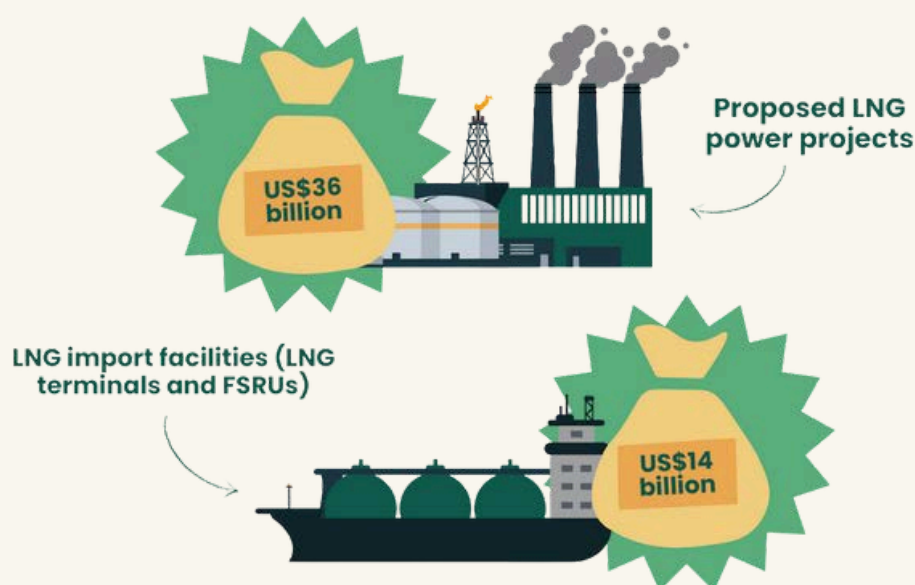 US$36
billion
Proposed LNG
power projects
LNG import facilities (LNG
terminals and FSRUs)
US$14
billion